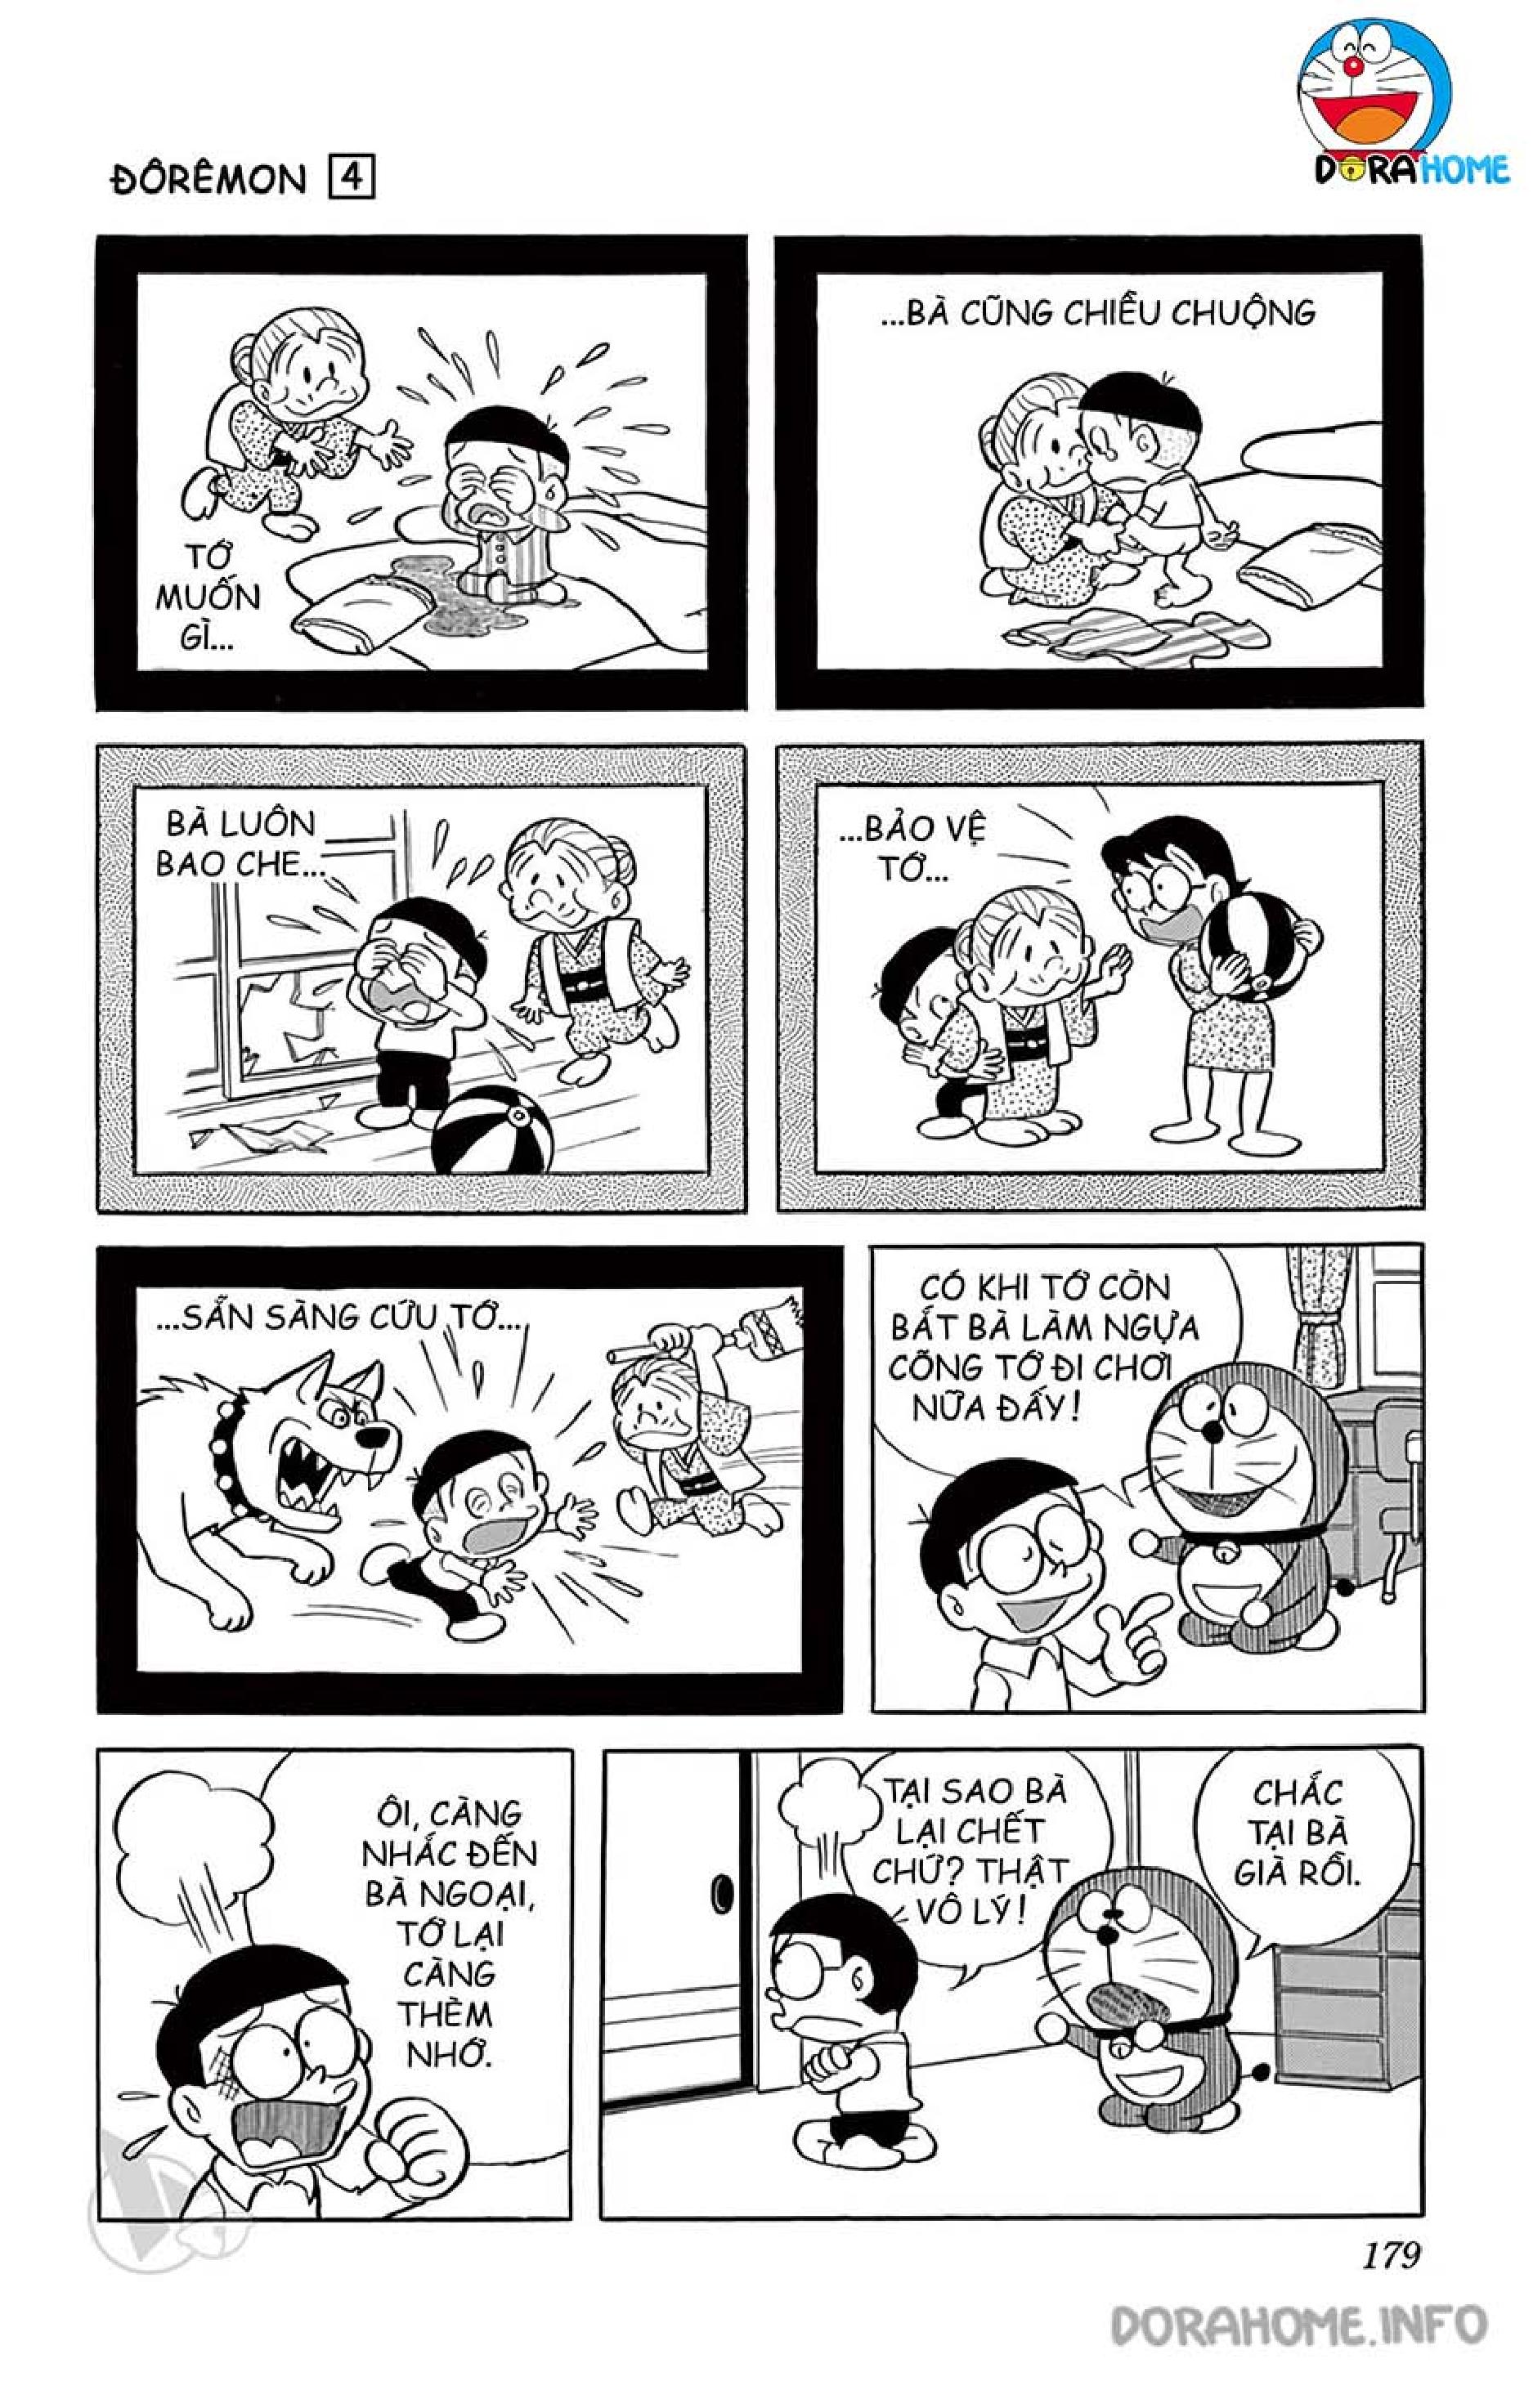 DORAHOME
ĐÔRÊMON 4
TỚ
MUỐN
GÌ...
...BÀ CŨNG CHIỀU CHUỘNG
BÀ LUÔN
BAO CHE...
...BẢO VỆ
TỚ...
...SẴN SÀNG CỨU TỚ...
CÓ KHI TỚ CÒN
BẮT BÀ LÀM NGỰA
CÕNG TỚ ĐI CHƠI
NỮA ĐẤY!
ÔI, CÀNG
NHẮC ĐẾN
BÀ NGOẠI,
TỚ LẠI
CÀNG
THÈM
NHỚ.
TẠI SAO BÀ
LẠI CHẾT
CHỨ? THẬT
VÔ LÝ!
CHẮC
TẠI BÀ
GIÀ RỒI.
179
DORAHOME.INFO